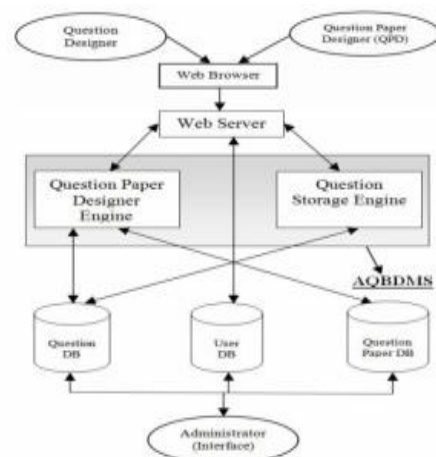 Question
Designer
Question Paper
Designer (QPD)
Web Browser
Web Server
Question Paper
Designer
Engine
Question
Storage Engine
AQBDMS
Question
DB
User
DB
Question
Paper DB
Administrator
(Interface)